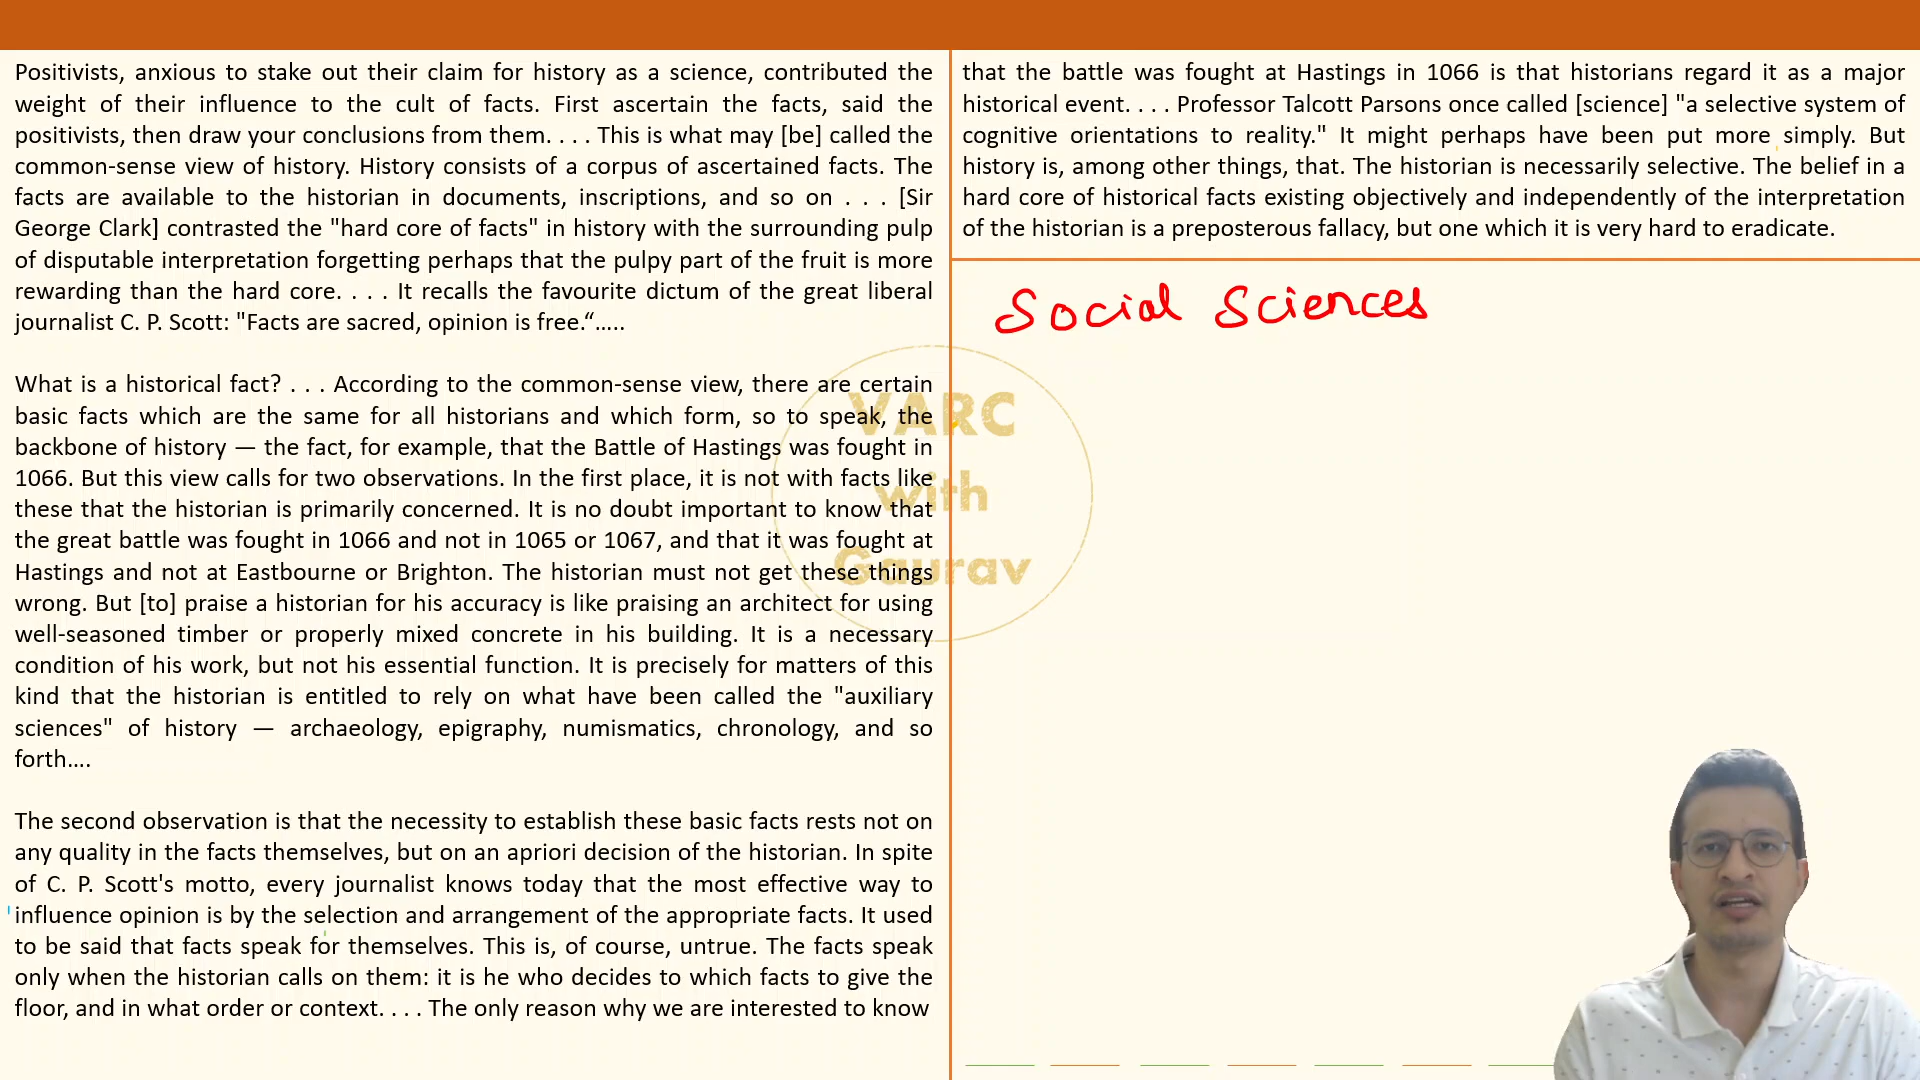 Positivists, anxious to stake out their claim for history as a science, contributed the
weight of their influence to the cult of facts. First ascertain the facts, said the
positivists, then draw your conclusions from them. . . . This is what may [be] called the
common-sense view of history. History consists of a corpus of ascertained facts. The
facts are available to the historian in documents, inscriptions, and so on . . . [Sir
George Clark] contrasted the "hard core of facts" in history with the surrounding pulp
of disputable interpretation forgetting perhaps that the pulpy part of the fruit is more
rewarding than the hard core. . . . It recalls the favourite dictum of the great liberal
journalist C. P. Scott: "Facts are sacred, opinion is free.“…..
What is a historical fact? . . . According to the common-sense view, there are certain
basic facts which are the same for all historians and which form, so to speak, the
backbone of history — the fact, for example, that the Battle of Hastings was fought in
1066. But this view calls for two observations. In the first place, it is not with facts like
these that the historian is primarily concerned. It is no doubt important to know that
the great battle was fought in 1066 and not in 1065 or 1067, and that it was fought at
Hastings and not at Eastbourne or Brighton. The historian must not get these things
wrong. But [to] praise a historian for his accuracy is like praising an architect for using
well-seasoned timber or properly mixed concrete in his building. It is a necessary
condition of his work, but not his essential function. It is precisely for matters of this
kind that the historian is entitled to rely on what have been called the "auxiliary
sciences" of history — archaeology, epigraphy, numismatics, chronology, and so
forth….
The second observation is that the necessity to establish these basic facts rests not on
any quality in the facts themselves, but on an apriori decision of the historian. In spite
of C. P. Scott's motto, every journalist knows today that the most effective way to
influence opinion is by the selection and arrangement of the appropriate facts. It used
to be said that facts speak for themselves. This is, of course, untrue. The facts speak
only when the historian calls on them: it is he who decides to which facts to give the
floor, and in what order or context. . . . The only reason why we are interested to know
that the battle was fought at Hastings in 1066 is that historians regard it as a major
historical event. . . . Professor Talcott Parsons once called [science] "a selective system of
cognitive orientations to reality." It might perhaps have been put more simply. But
history is, among other things, that. The historian is necessarily selective. The belief in a
hard core of historical facts existing objectively and independently of the interpretation
of the historian is a preposterous fallacy, but one which it is very hard to eradicate.
Social Sciences
VARC
with
Gaurav